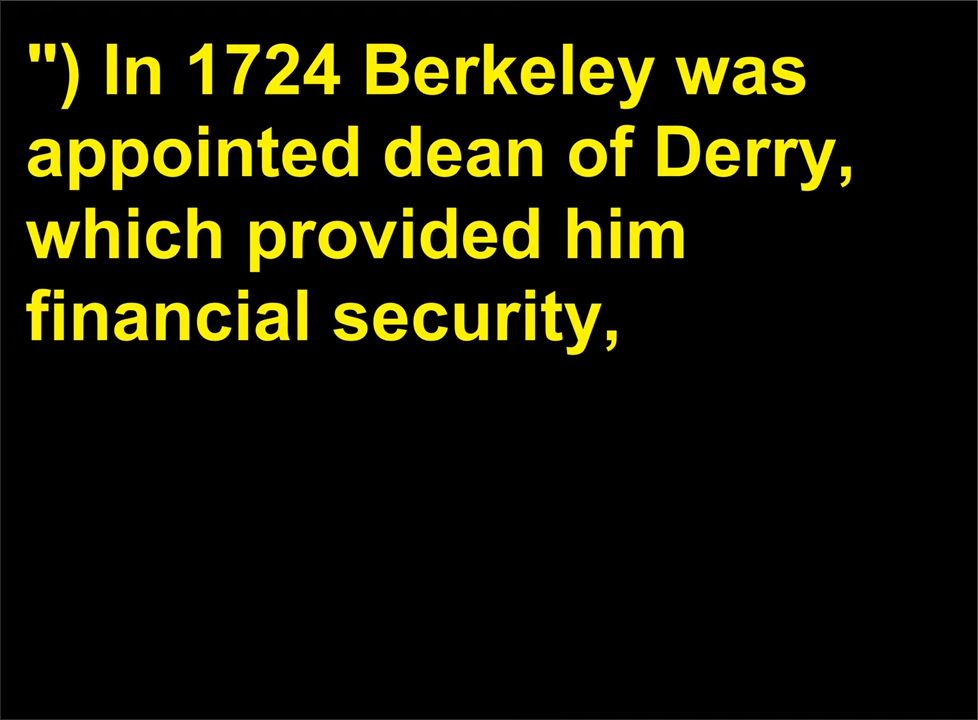 ") In 1724 Berkeley was
appointed dean of Derry,
which provided him
financial security,